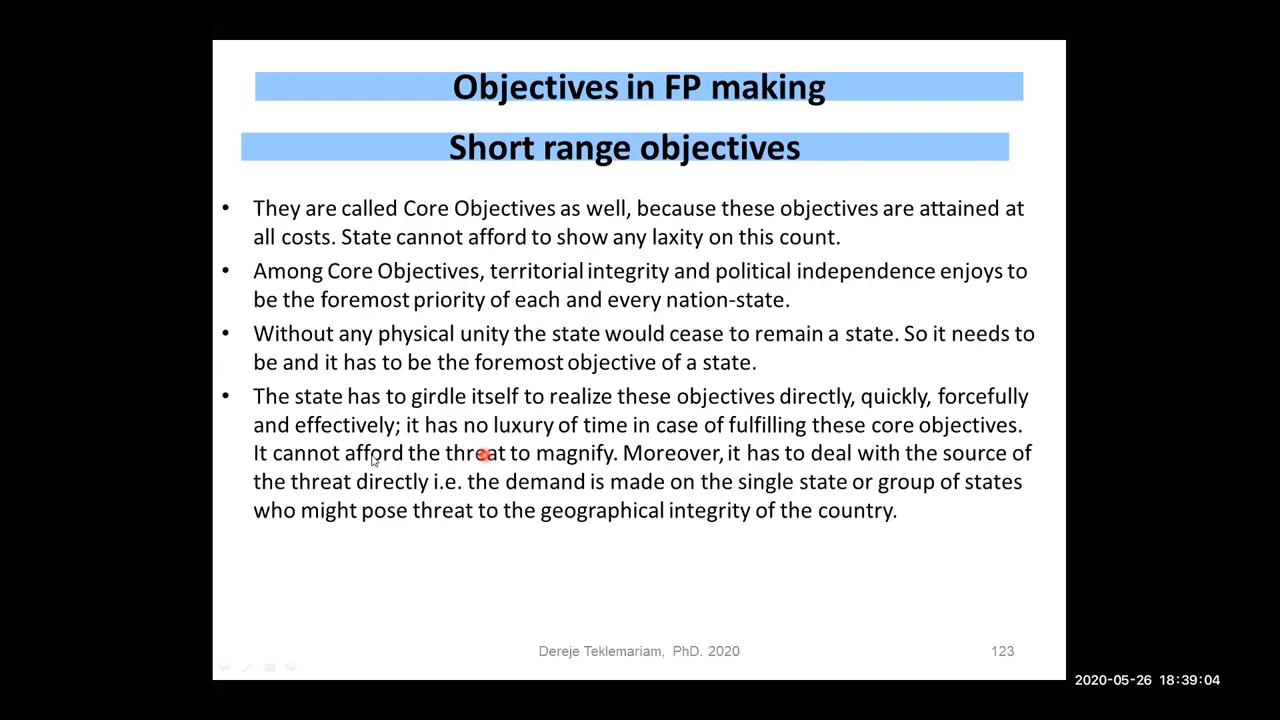 Objectives in FP making
Short range objectives
• They are called Core Objectives as well, because these objectives are attained at
all costs. State cannot afford to show any laxity on this count.
• Among Core Objectives, territorial integrity and political independence enjoys to
be the foremost priority of each and every nation-state.
• Without any physical unity the state would cease to remain a state. So it needs to
be and it has to be the foremost objective of a state.
• The state has to girdle itself to realize these objectives directly, quickly, forcefully
and effectively; it has no luxury of time in case of fulfilling these core objectives.
It cannot afford the threat to magnify. Moreover, it has to deal with the source of
the threat directly i.e. the demand is made on the single state or group of states
who might pose threat to the geographical integrity of the country.
Dereje Teklemariam, PhD. 2020
123
2020-05-26 18:39:04